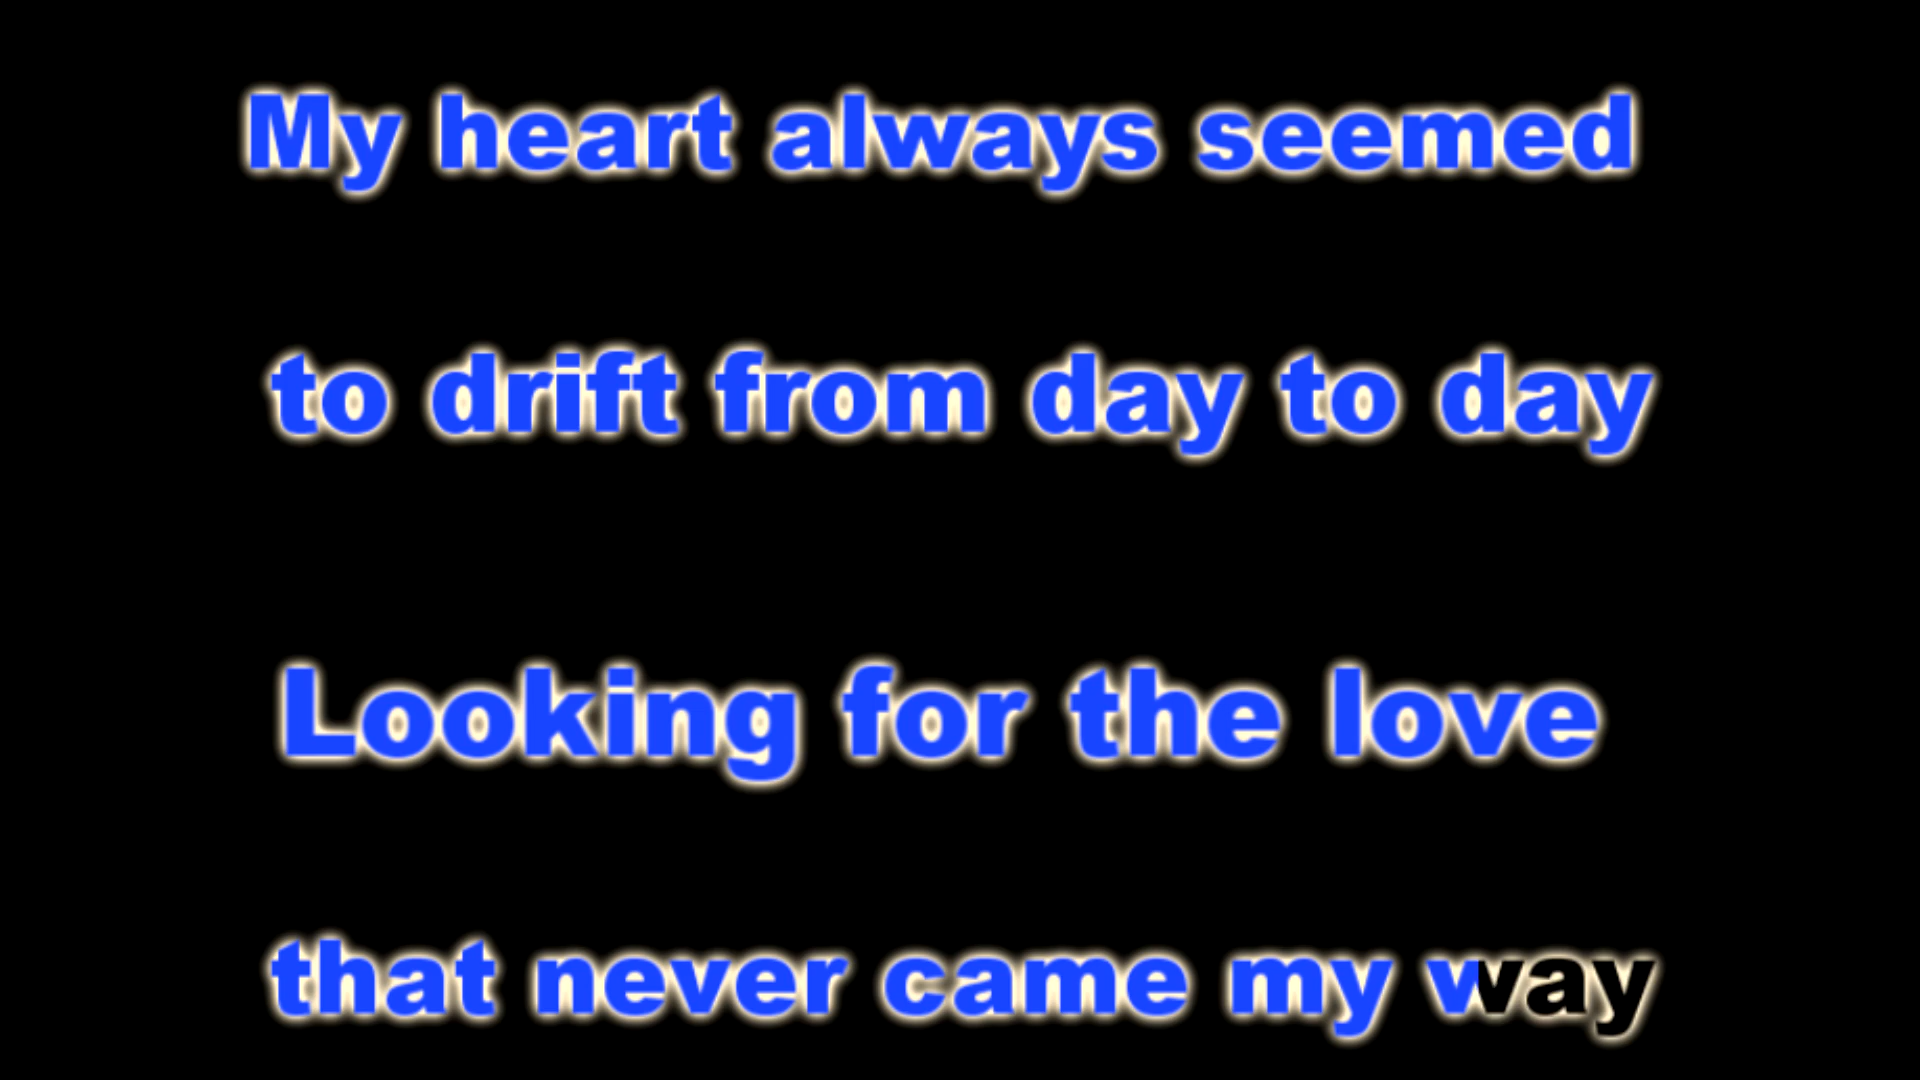 My heart always seemed
to drift from day to day
Looking for the love
that never came my way